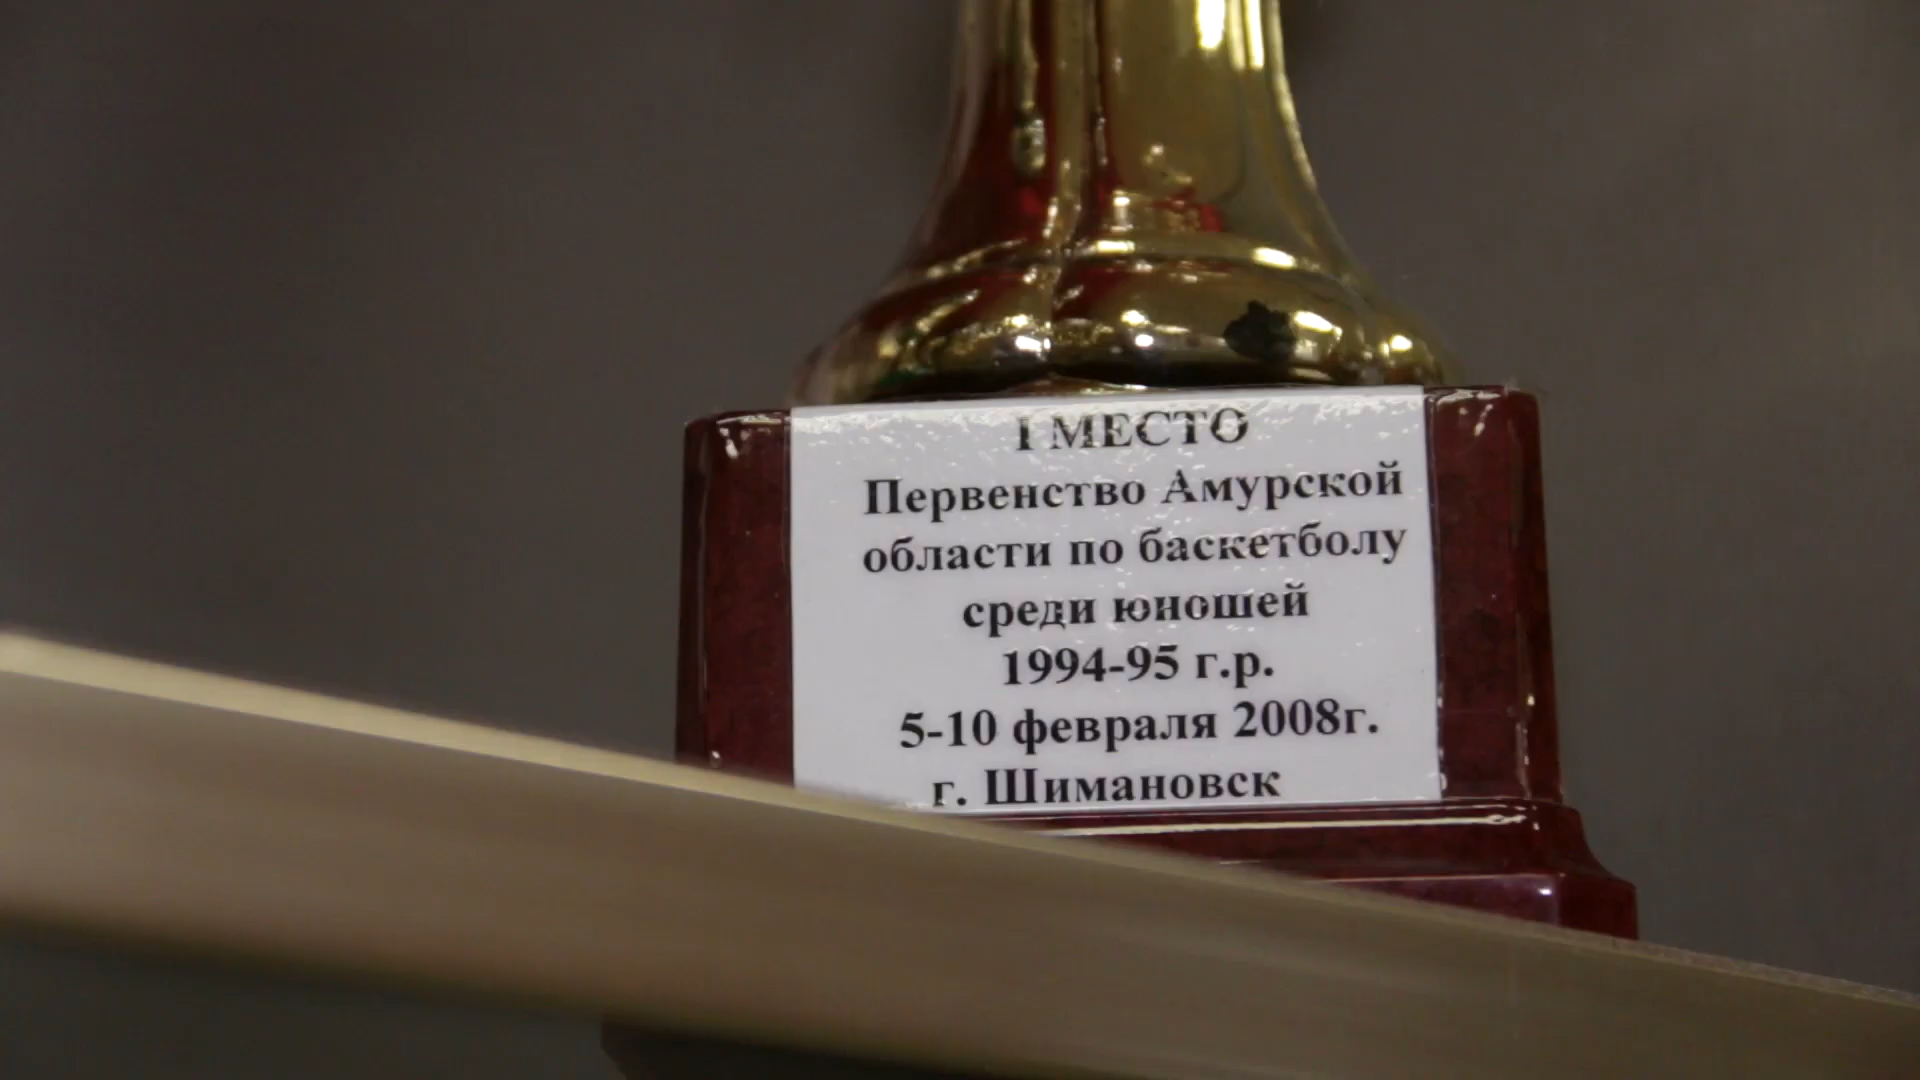 I МЕСТО
Первенство Амурской
области по баскетболу
среди юношей
1994-95 г.р.
5-10 февраля 2008г.
г. Шимановск